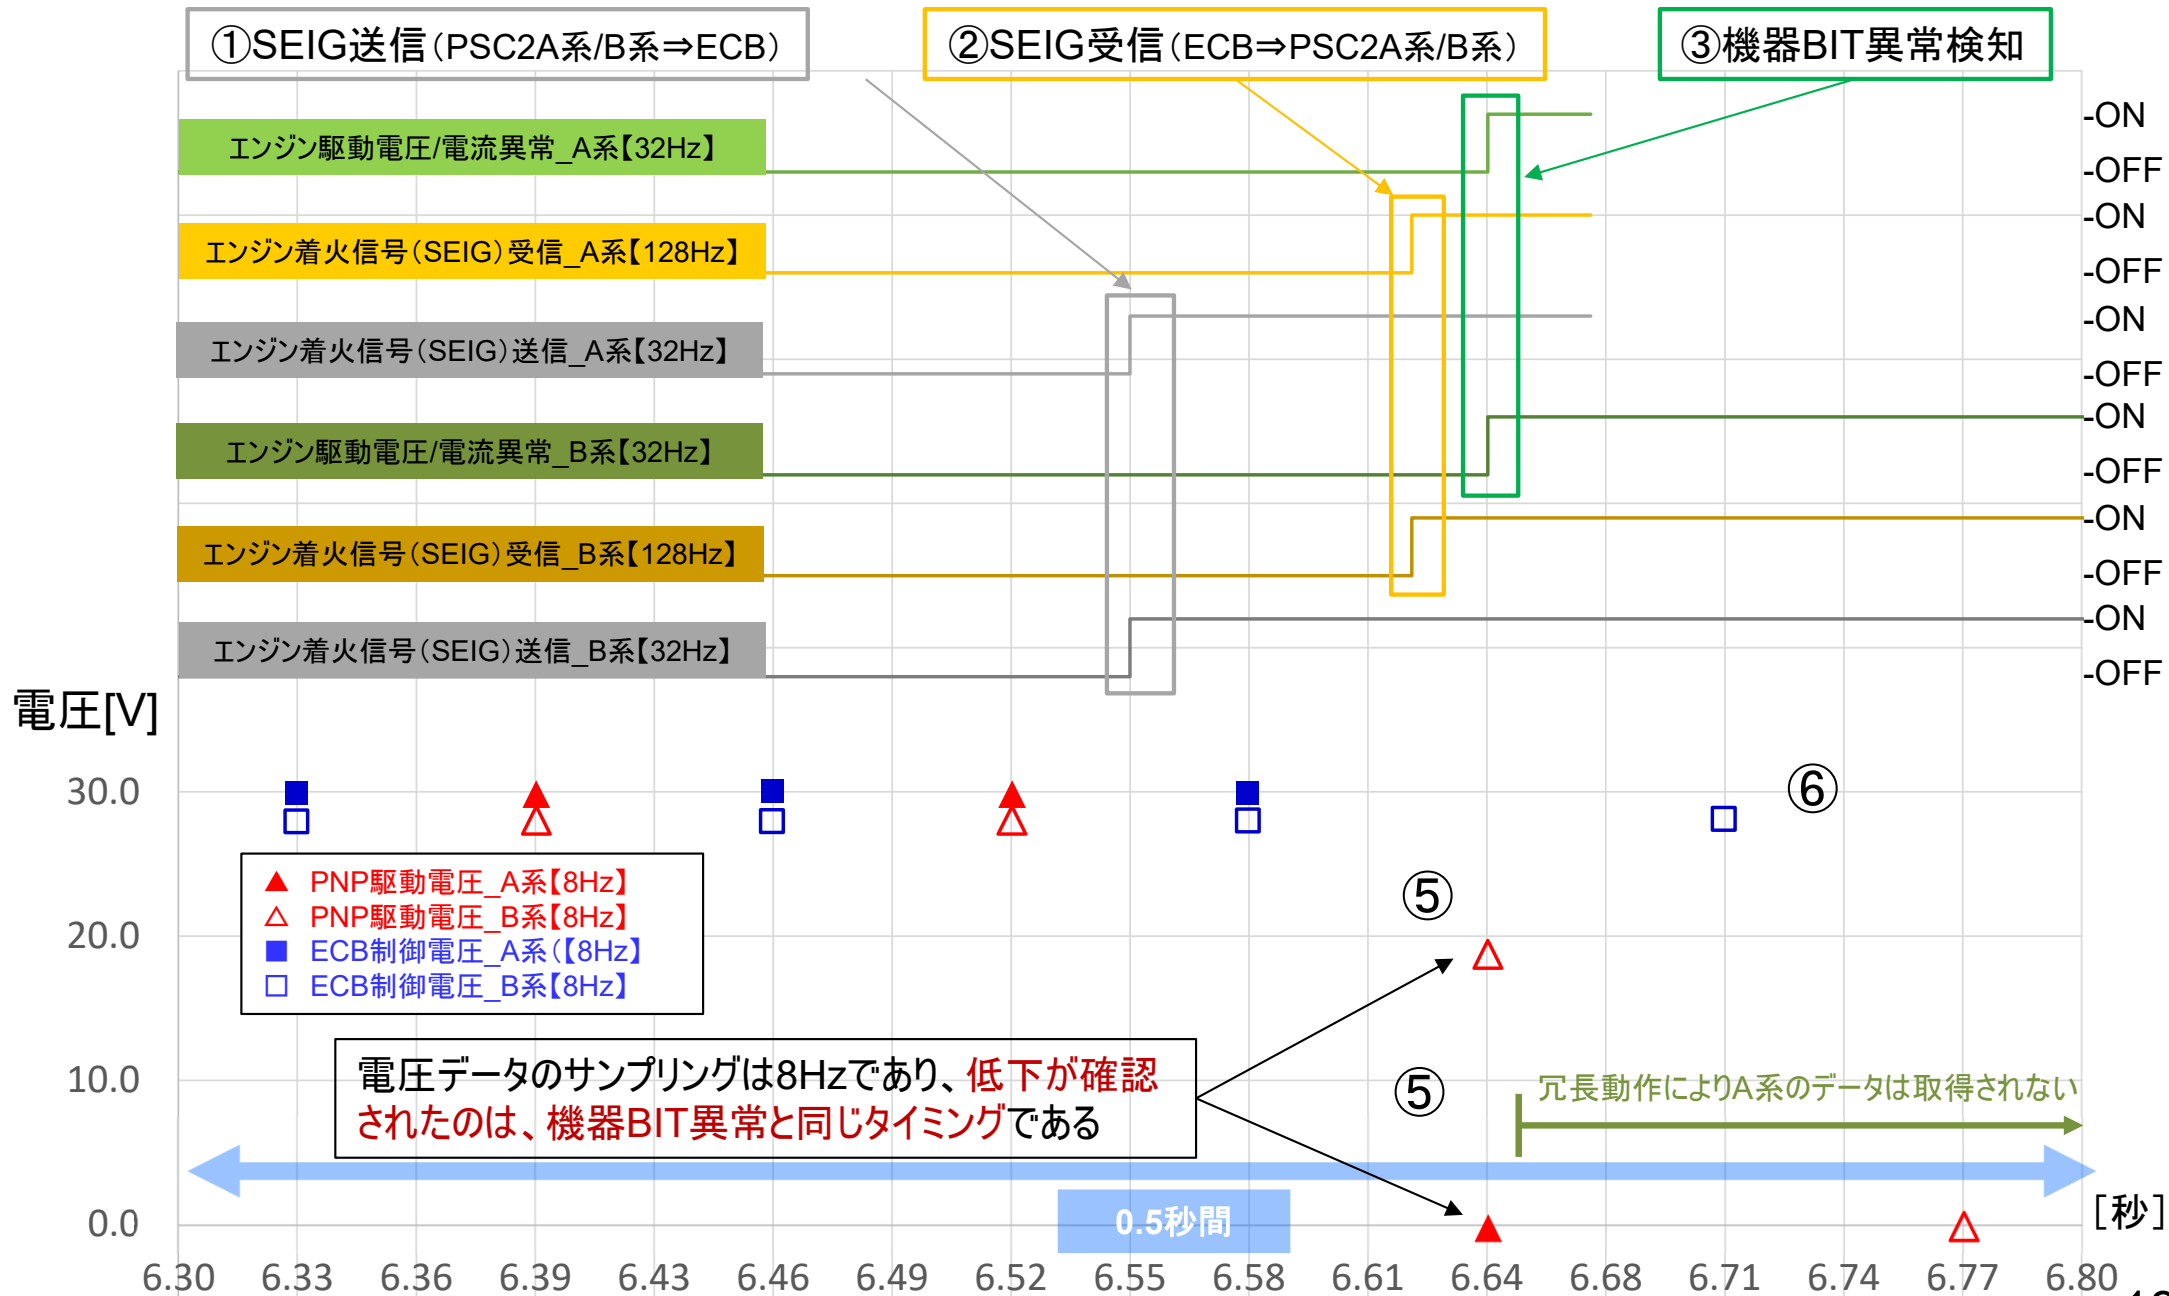 ①SEIG送信(PSC2A系/B系⇒ECB)
②SEIG受信(ECB⇒PSC2A系/B系)
③機器BIT異常検知
エンジン駆動電圧/電流異常_A系【32Hz】
-ON
-OFF
エンジン着火信号(SEIG)受信_A系【128Hz】
-ON
-OFF
エンジン着火信号(SEIG)送信_A系【32Hz】
-ON
-OFF
エンジン駆動電圧/電流異常_B系【32Hz】
-ON
-OFF
エンジン着火信号(SEIG)受信_B系【128Hz】
-ON
-OFF
エンジン着火信号(SEIG)送信_B系【32Hz】
-ON
-OFF
電圧[V]
30.0
20.0
10.0
0.0
⑥
⑤
⑤
PNP駆動電圧_A系【8Hz】
PNP駆動電圧_B系【8Hz】
ECB制御電圧_A系(【8Hz】
ECB制御電圧_B系【8Hz】
電圧データのサンプリングは8Hzであり、低下が確認
されたのは、機器BIT異常と同じタイミングである
冗長動作によりA系のデータは取得されない
0.5秒間
[秒]
6.30 6.33 6.36 6.39 6.43 6.46 6.49 6.52 6.55 6.58 6.61 6.64 6.68 6.71 6.74 6.77 6.80